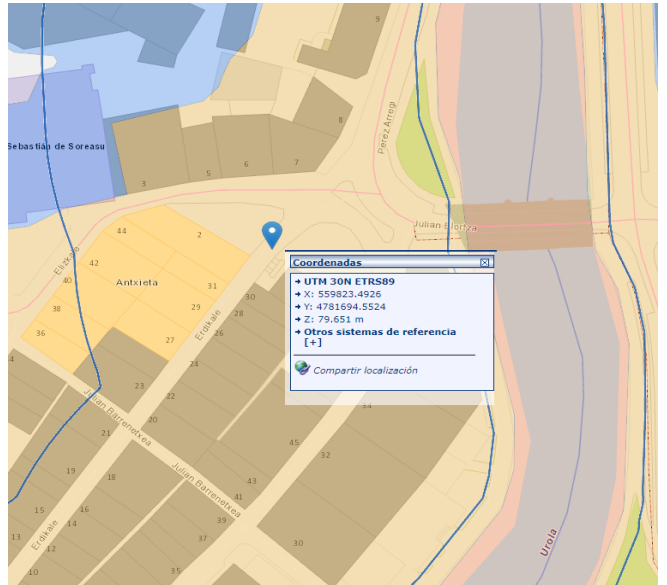 9
8
Perez Arregi
Sebastián de Soreasu
7
6
5
3
Julian Elortza
44
2
Elizkale
42
Antxieta
40
31
38
29
30
28
36
27
26
Erdikale
Coordenadas
UTM 30N ETRS89
X: 559823.4926
Y: 4781694.5524
Z: 79.651 m
Otros sistemas de referencia
[+]
Compartir localización
24
23
22
34
Julian Barrenetxea
20
21
45
32
19
18
Julian Barrenetxea
43
41
15
16
14
39
13
Erdikale
12
37
30
Urola
10
35